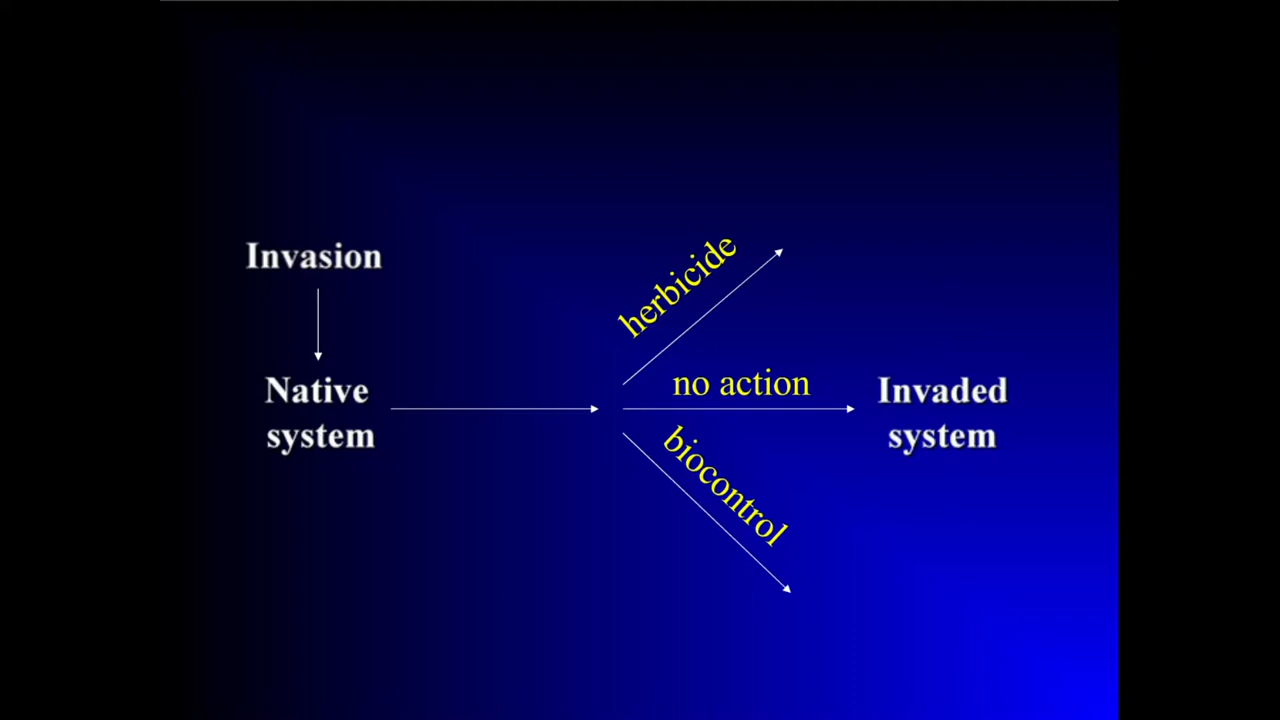 Invasion
herbicide
Native
system
no action
Invaded
system
biocontrol